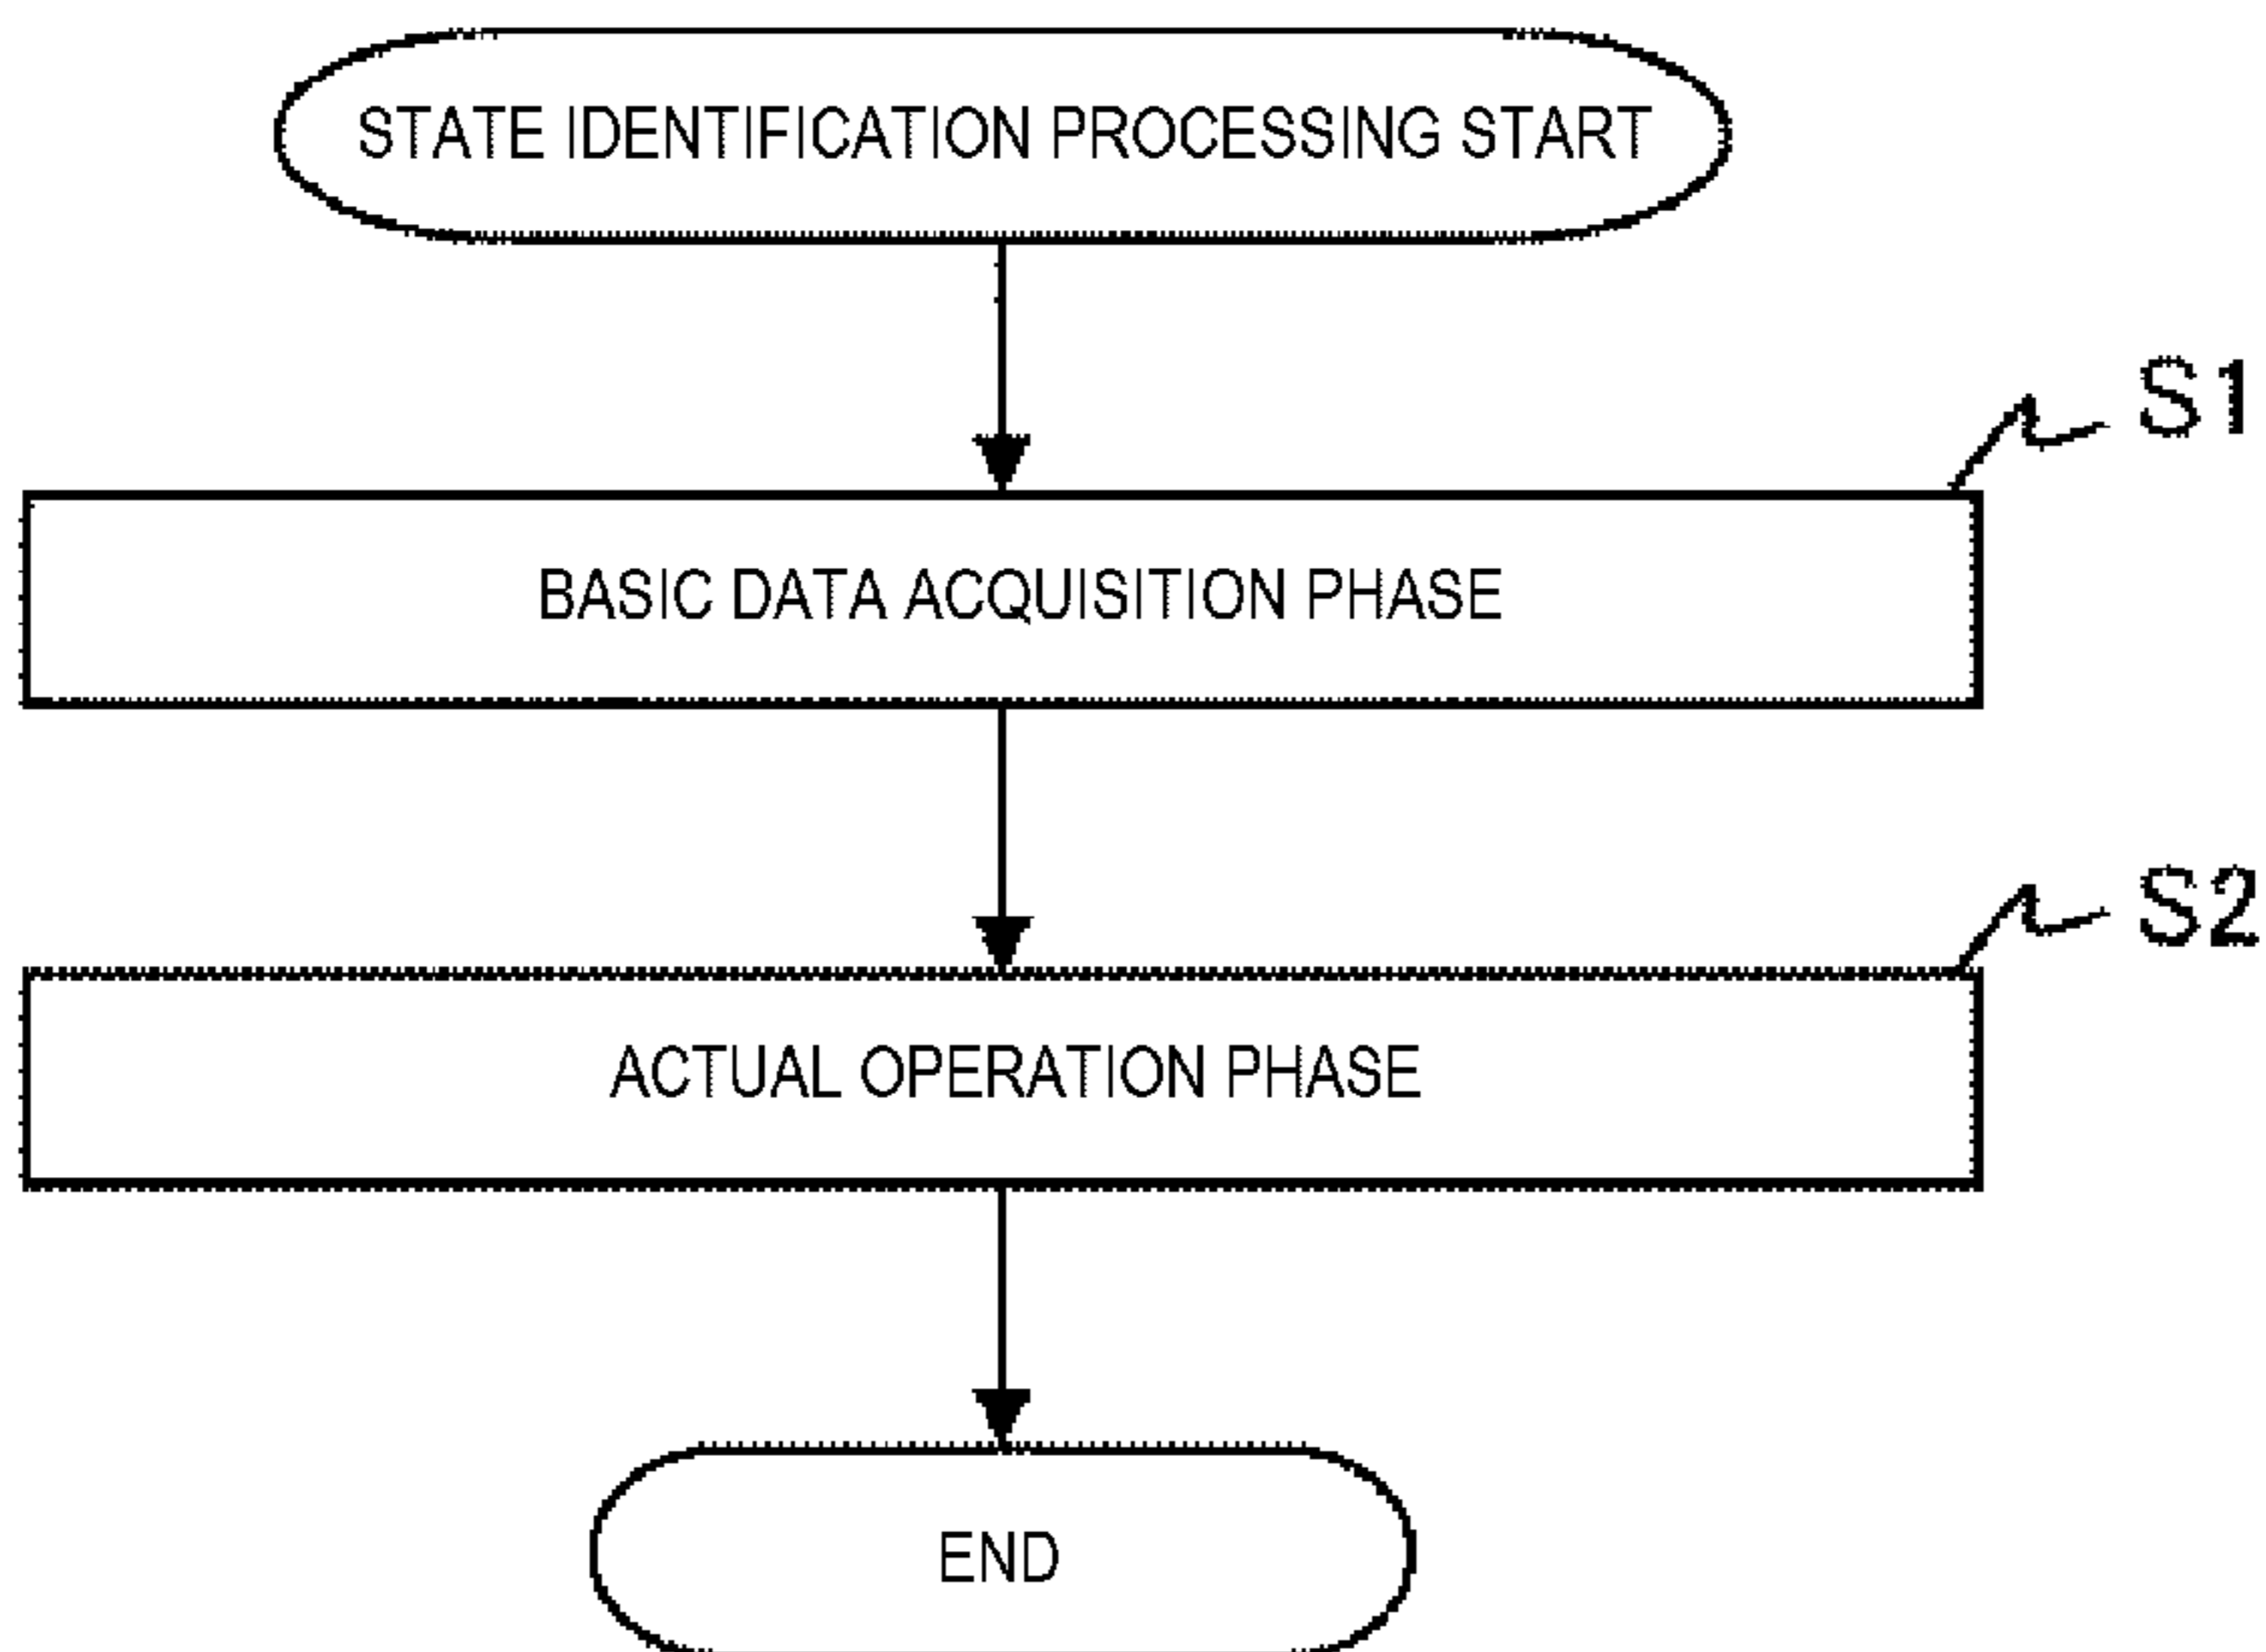 STATE IDENTIFICATION PROCESSING START
S1
BASIC DATA ACQUISITION PHASE
S2
ACTUAL OPERATION PHASE
END